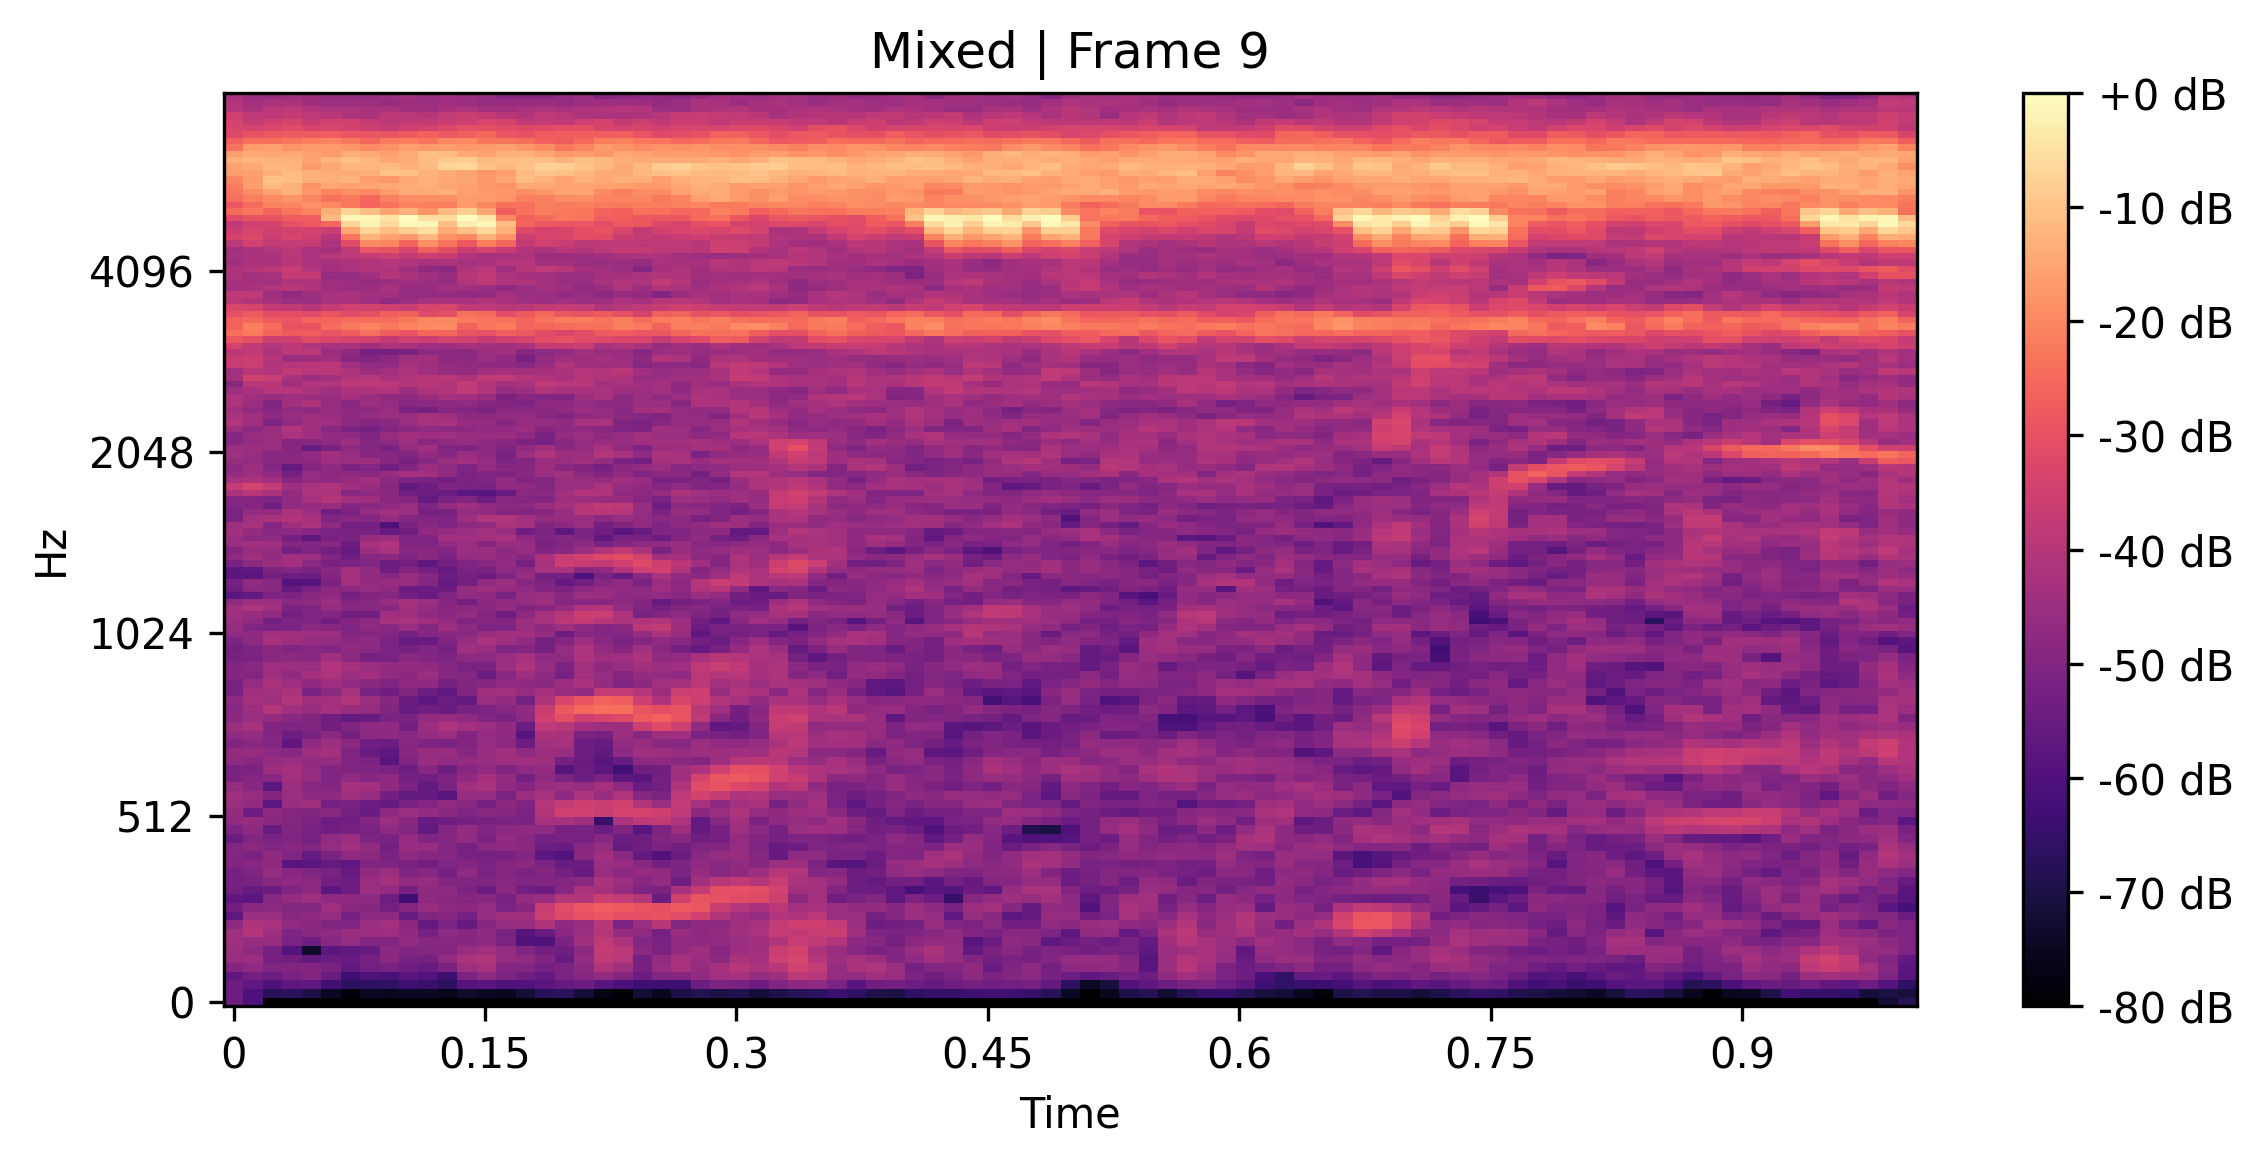 Mixed | Frame 9
+0 dB
-10 dB
-20 dB
-30 dB
-40 dB
-50 dB
-60 dB
-70 dB
-80 dB
4096
2048
1024
512
0
Hz
0
0.15
0.3
0.45
0.6
0.75
0.9
Time